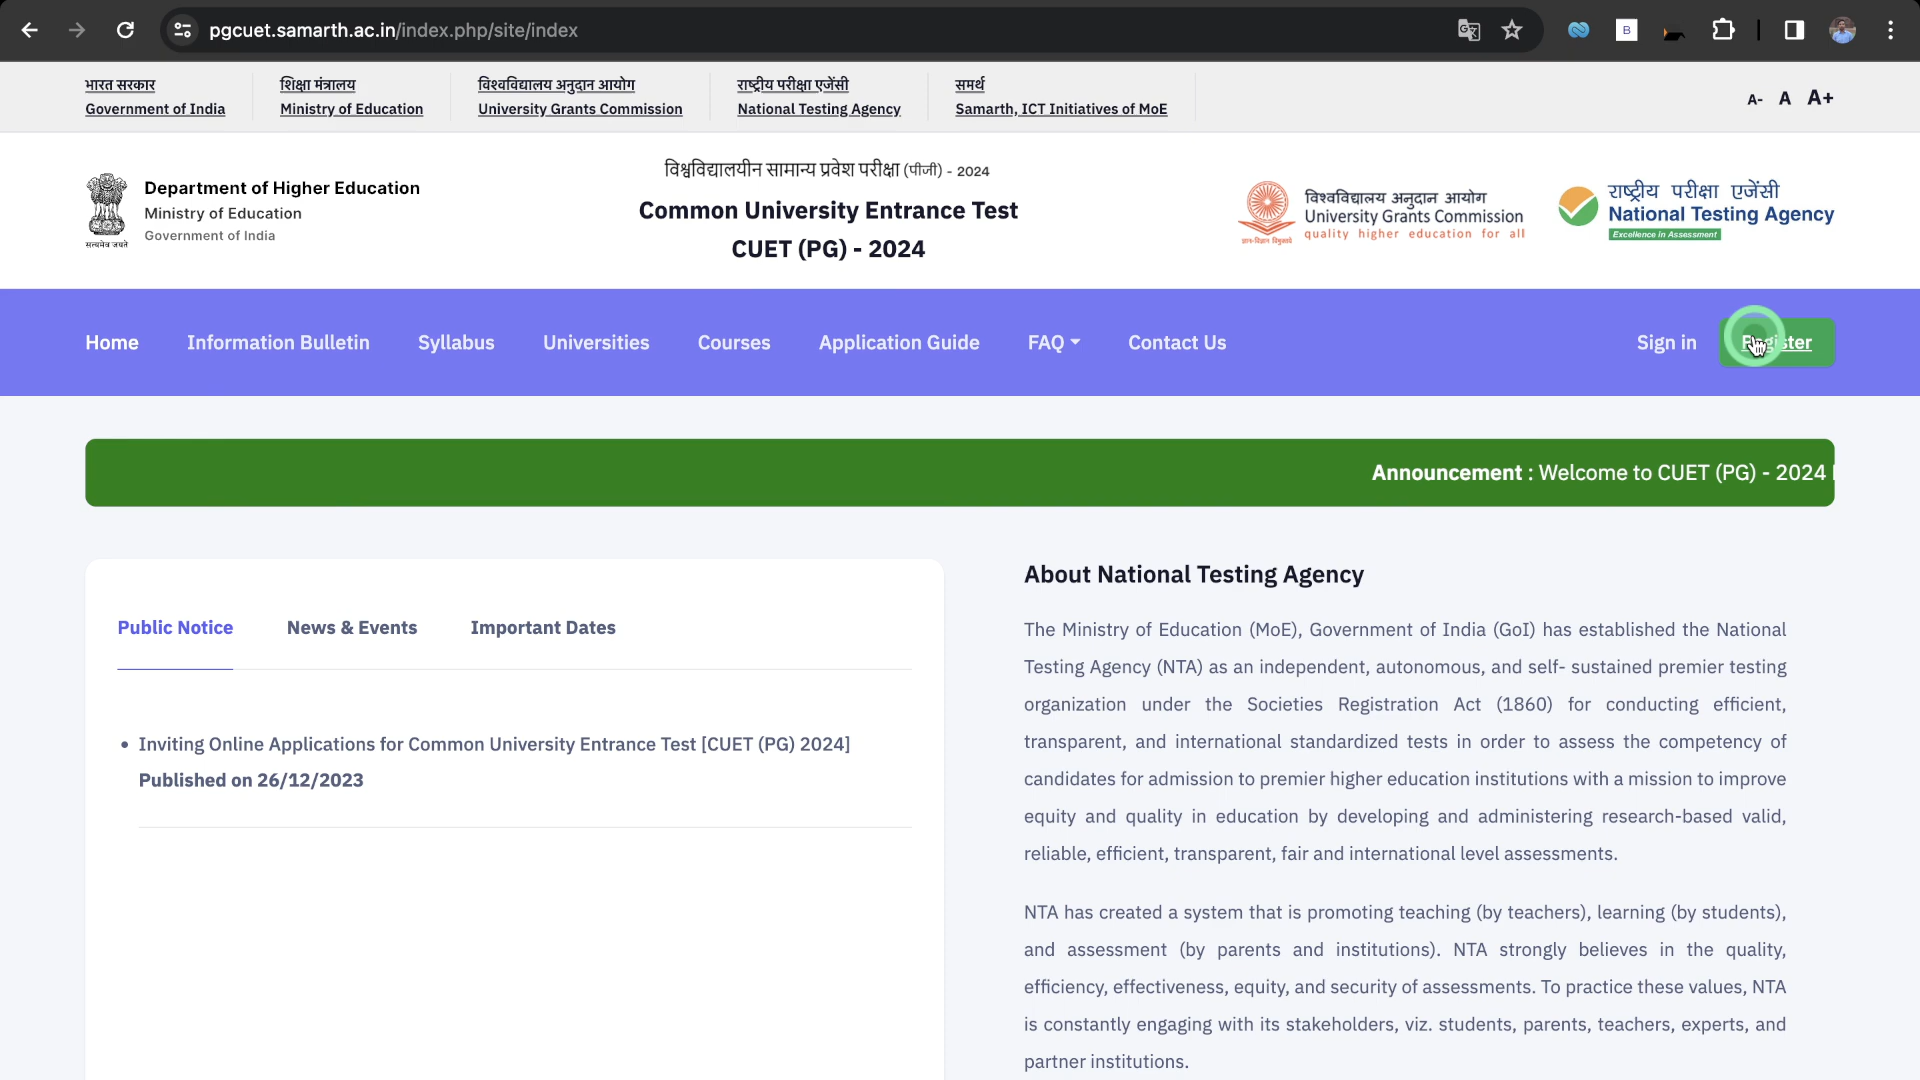 pgcuet.samarth.ac.in/index.php/site/index
भारत सरकार
Government of India
शिक्षा मंत्रालय
Ministry of Education
विश्वविद्यालय अनुदान आयोग
University Grants Commission
राष्ट्रीय परीक्षा एजेंसी
National Testing Agency
समर्थ
Samarth, ICT Initiatives of MoE
A- A A+
सत्यमेव जयते
Department of Higher Education
Ministry of Education
Government of India
विश्वविद्यालयीन सामान्य प्रवेश परीक्षा (पीजी) - 2024
Common University Entrance Test
CUET (PG) - 2024
ज्ञान-विज्ञान विमुक्तये
विश्वविद्यालय अनुदान आयोग
University Grants Commission
quality higher education for all
राष्ट्रीय परीक्षा एजेंसी
National Testing Agency
Excellence in Assessment
Home Information Bulletin Syllabus Universities Courses Application Guide FAQ Contact Us Sign in Register
Announcement : Welcome to CUET (PG) - 2024
Public Notice News & Events Important Dates
• Inviting Online Applications for Common University Entrance Test [CUET (PG) 2024]
Published on 26/12/2023
About National Testing Agency
The Ministry of Education (MoE), Government of India (GoI) has established the National
Testing Agency (NTA) as an independent, autonomous, and self- sustained premier testing
organization under the Societies Registration Act (1860) for conducting efficient,
transparent, and international standardized tests in order to assess the competency of
candidates for admission to premier higher education institutions with a mission to improve
equity and quality in education by developing and administering research-based valid,
reliable, efficient, transparent, fair and international level assessments.
NTA has created a system that is promoting teaching (by teachers), learning (by students),
and assessment (by parents and institutions). NTA strongly believes in the quality,
efficiency, effectiveness, equity, and security of assessments. To practice these values, NTA
is constantly engaging with its stakeholders, viz. students, parents, teachers, experts, and
partner institutions.